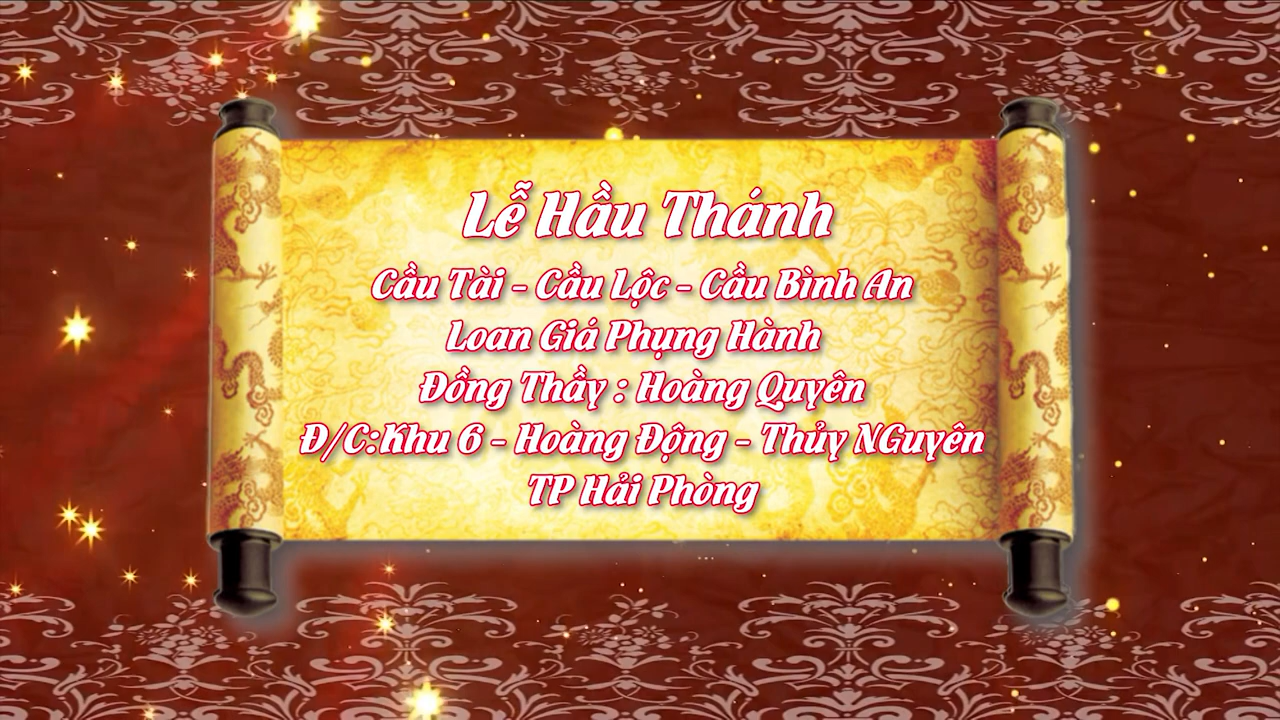 Lễ Hầu Thánh
Cầu Tài - Cầu Lộc - Cầu Bình An
Loan Giá Phụng Hành
Đồng Thầy : Hoàng Quyên
Đ/C:Khu 6 - Hoàng Động - Thủy NGuyên
TP Hải Phòng